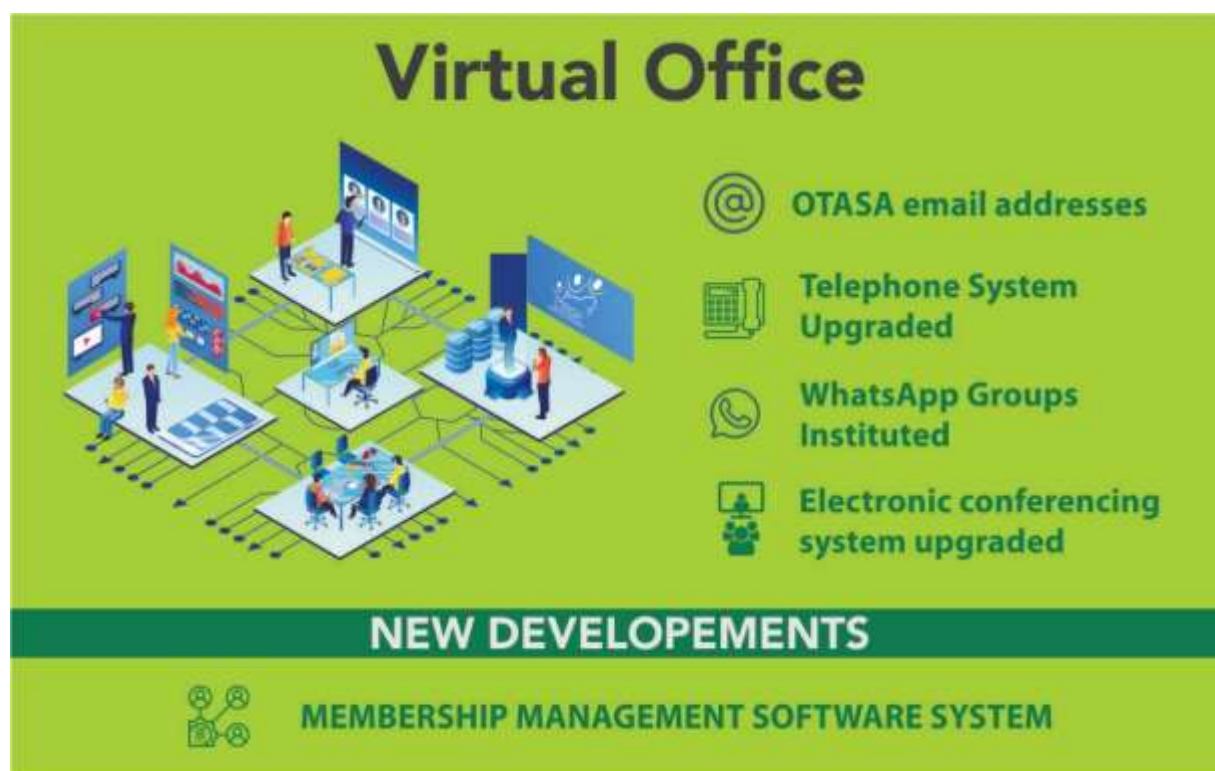 Virtual Office
OTASA email addresses
Telephone System
Upgraded
WhatsApp Groups
Instituted
Electronic conferencing
system upgraded
NEW DEVELOPEMENTS
MEMBERSHIP MANAGEMENT SOFTWARE SYSTEM